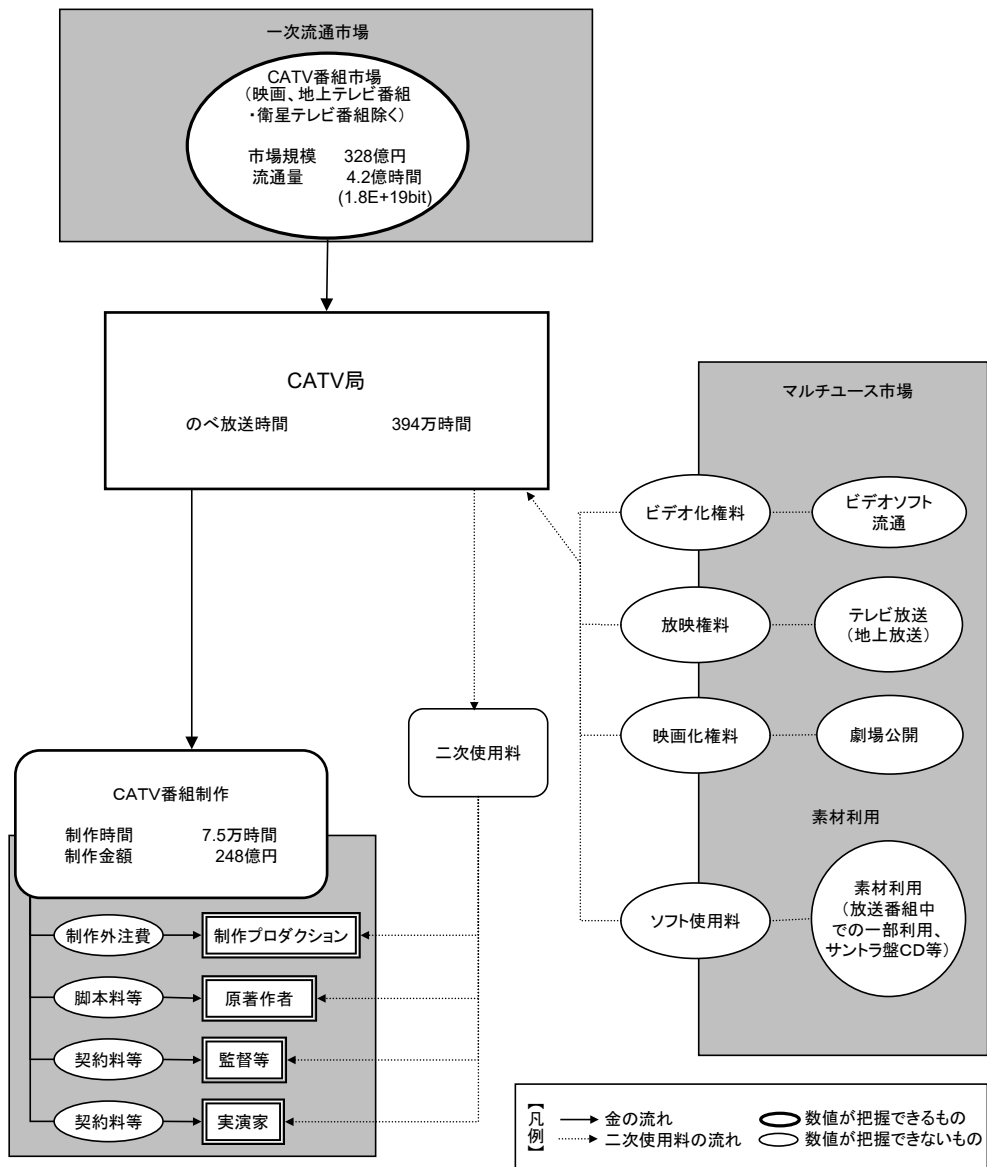 一次流通市場
CATV番組市場
（映画、地上テレビ番組
・衛星テレビ番組除く）
市場規模 328億円
流通量 4.2億時間
(1.8E+19bit)
CATV局
のべ放送時間 394万時間
マルチユース市場
ビデオ化権料
ビデオソフト
流通
放映権料
テレビ放送
（地上放送）
映画化権料
劇場公開
素材利用
ソフト使用料
素材利用
（放送番組中
での一部利用、
サントラ盤CD等）
二次使用料
CATV番組制作
制作時間 7.5万時間
制作金額 248億円
制作外注費
制作プロダクション
脚本料等
原著作者
契約料等
監督等
契約料等
実演家
【凡例】
金の流れ
数値が把握できるもの
二次使用料の流れ
数値が把握できないもの